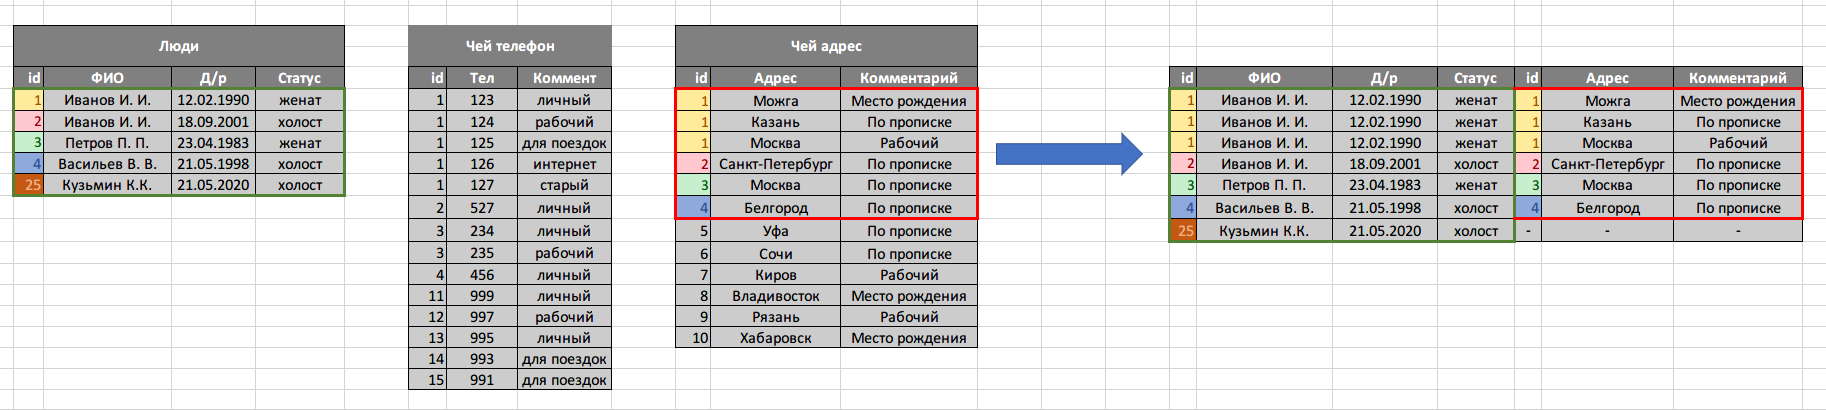 Люди
id ФИО Д/р Статус
1 Иванов И. И. 12.02.1990 женат
2 Иванов И. И. 18.09.2001 холост
3 Петров П. П. 23.04.1983 женат
4 Васильев В. В. 21.05.1998 холост
25 Кузьмин К.К. 21.05.2020 холост
Чей телефон
id Тел Коммент
1 123 личный
1 124 рабочий
1 125 для поездок
1 126 интернет
1 127 старый
2 527 личный
3 234 личный
3 235 рабочий
4 456 личный
11 999 личный
12 997 рабочий
13 995 личный
14 993 для поездок
15 991 для поездок
Чей адрес
id Адрес Комментарий
1 Можга Место рождения
1 Казань По прописке
1 Москва Рабочий
2 Санкт-Петербург По прописке
3 Москва По прописке
4 Белгород По прописке
5 Уфа По прописке
6 Сочи По прописке
7 Киров Рабочий
8 Владивосток Место рождения
9 Рязань Рабочий
10 Хабаровск Место рождения
id ФИО Д/р Статус id Адрес Комментарий
1 Иванов И. И. 12.02.1990 женат 1 Можга Место рождения
1 Иванов И. И. 12.02.1990 женат 1 Казань По прописке
1 Иванов И. И. 12.02.1990 женат 1 Москва Рабочий
2 Иванов И. И. 18.09.2001 холост 2 Санкт-Петербург По прописке
3 Петров П. П. 23.04.1983 женат 3 Москва По прописке
4 Васильев В. В. 21.05.1998 холост 4 Белгород По прописке
25 Кузьмин К.К. 21.05.2020 холост - - -